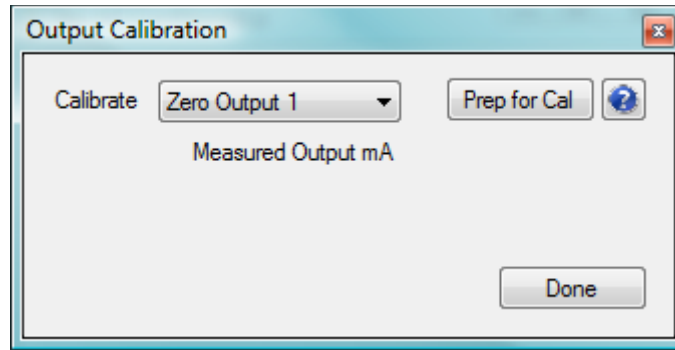 Output Calibration
Calibrate Zero Output 1 Prep for Cal
Measured Output mA
Done